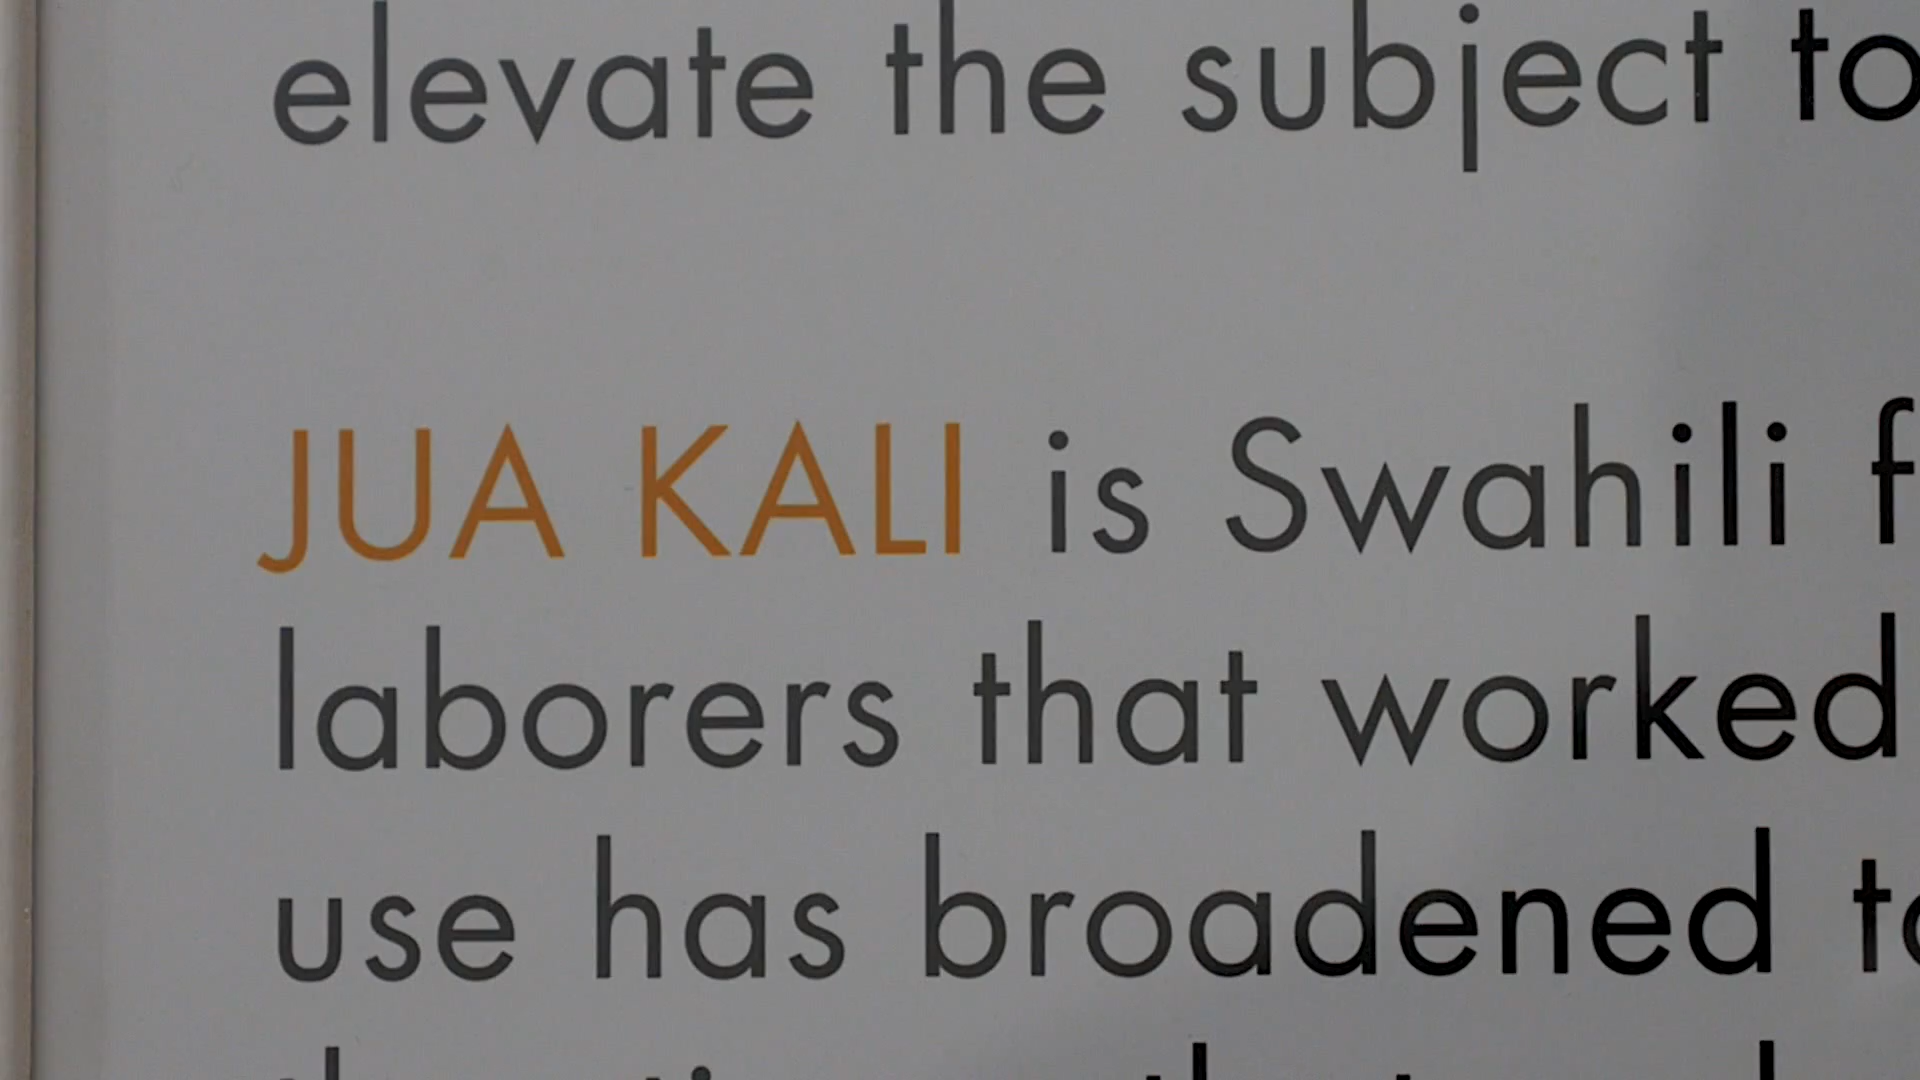 elevate the subject to
JUA KALI is Swahili f
laborers that worked
use has broadened to